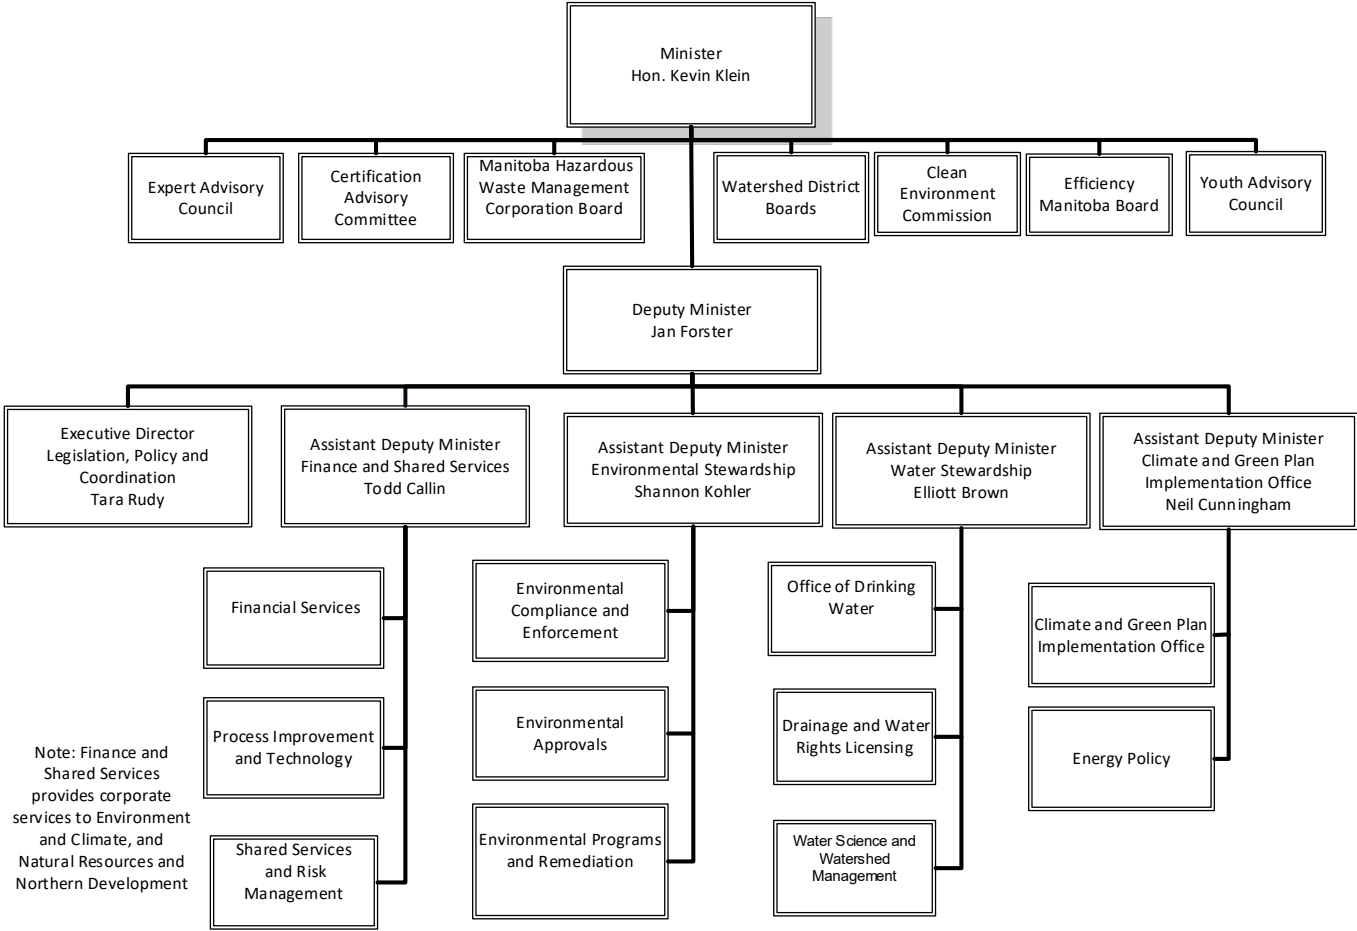 Minister
Hon. Kevin Klein
Expert Advisory
Council
Certification
Advisory
Committee
Manitoba Hazardous
Waste Management
Corporation Board
Watershed District
Boards
Clean
Environment
Commission
Efficiency
Manitoba Board
Youth Advisory
Council
Deputy Minister
Jan Forster
Executive Director
Legislation, Policy and
Coordination
Tara Rudy
Assistant Deputy Minister
Finance and Shared Services
Todd Callin
Assistant Deputy Minister
Environmental Stewardship
Shannon Kohler
Assistant Deputy Minister
Water Stewardship
Elliott Brown
Assistant Deputy Minister
Climate and Green Plan
Implementation Office
Neil Cunningham
Financial Services
Process Improvement
and Technology
Shared Services
and Risk
Management
Environmental
Compliance and
Enforcement
Environmental
Approvals
Environmental Programs
and Remediation
Office of Drinking
Water
Drainage and Water
Rights Licensing
Water Science and
Watershed
Management
Climate and Green Plan
Implementation Office
Energy Policy
Note: Finance and
Shared Services
provides corporate
services to Environment
and Climate, and
Natural Resources and
Northern Development